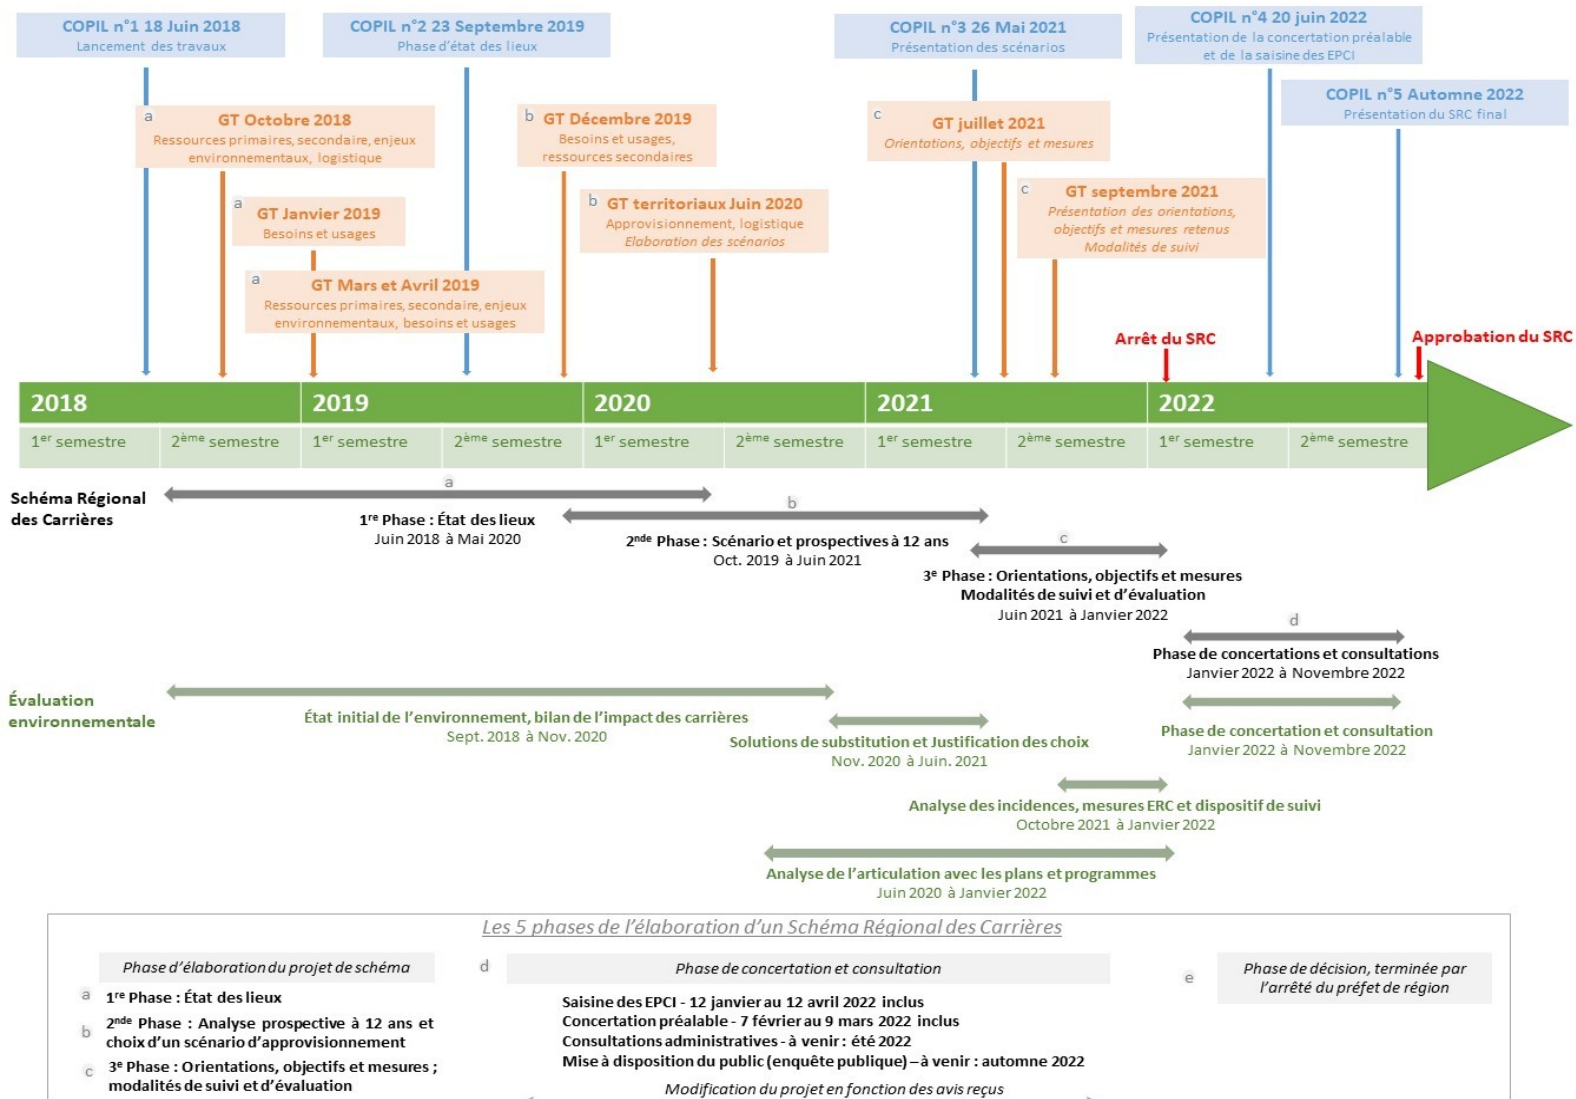 COPIL n°1 18 Juin 2018
Lancement des travaux
COPIL n°2 23 Septembre 2019
Phase d'état des lieux
COPIL n°3 26 Mai 2021
Présentation des scénarios
COPIL n°4 20 juin 2022
Présentation de la concertation préalable
et de la saisine des EPCI
COPIL n°5 Automne 2022
Présentation du SRC final
a
GT Octobre 2018
Ressources primaires, secondaire, enjeux
environnementaux, logistique
a
GT Janvier 2019
Besoins et usages
a
GT Mars et Avril 2019
Ressources primaires, secondaire, enjeux
environnementaux, besoins et usages
b
GT Décembre 2019
Besoins et usages,
ressources secondaires
b
GT territoriaux Juin 2020
Approvisionnement, logistique
Elaboration des scénarios
c
GT juillet 2021
Orientations, objectifs et mesures
c
GT septembre 2021
Présentation des orientations,
objectifs et mesures retenus
Modalités de suivi
Arrêt du SRC
Approbation du SRC
2018 2019 2020 2021 2022
1er semestre 2ème semestre 1er semestre 2ème semestre 1er semestre 2ème semestre 1er semestre 2ème semestre 1er semestre 2ème semestre
Schéma Régional
des Carrières
a
1re Phase : État des lieux
Juin 2018 à Mai 2020
b
2nde Phase : Scénario et prospectives à 12 ans
Oct. 2019 à Juin 2021
c
3e Phase : Orientations, objectifs et mesures
Modalités de suivi et d'évaluation
Juin 2021 à Janvier 2022
d
Phase de concertations et consultations
Janvier 2022 à Novembre 2022
Évaluation
environnementale
État initial de l'environnement, bilan de l'impact des carrières
Sept. 2018 à Nov. 2020
Solutions de substitution et Justification des choix
Nov. 2020 à Juin. 2021
Phase de concertation et consultation
Janvier 2022 à Novembre 2022
Analyse des incidences, mesures ERC et dispositif de suivi
Octobre 2021 à Janvier 2022
Analyse de l'articulation avec les plans et programmes
Juin 2020 à Janvier 2022
Les 5 phases de l'élaboration d'un Schéma Régional des Carrières
Phase d'élaboration du projet de schéma
a 1re Phase : État des lieux
b 2nde Phase : Analyse prospective à 12 ans et
choix d'un scénario d'approvisionnement
c 3e Phase : Orientations, objectifs et mesures ;
modalités de suivi et d'évaluation
d
Phase de concertation et consultation
Saisine des EPCI - 12 janvier au 12 avril 2022 inclus
Concertation préalable - 7 février au 9 mars 2022 inclus
Consultations administratives - à venir : été 2022
Mise à disposition du public (enquête publique) – à venir : automne 2022
Modification du projet en fonction des avis reçus
e
Phase de décision, terminée par
l'arrêté du préfet de région